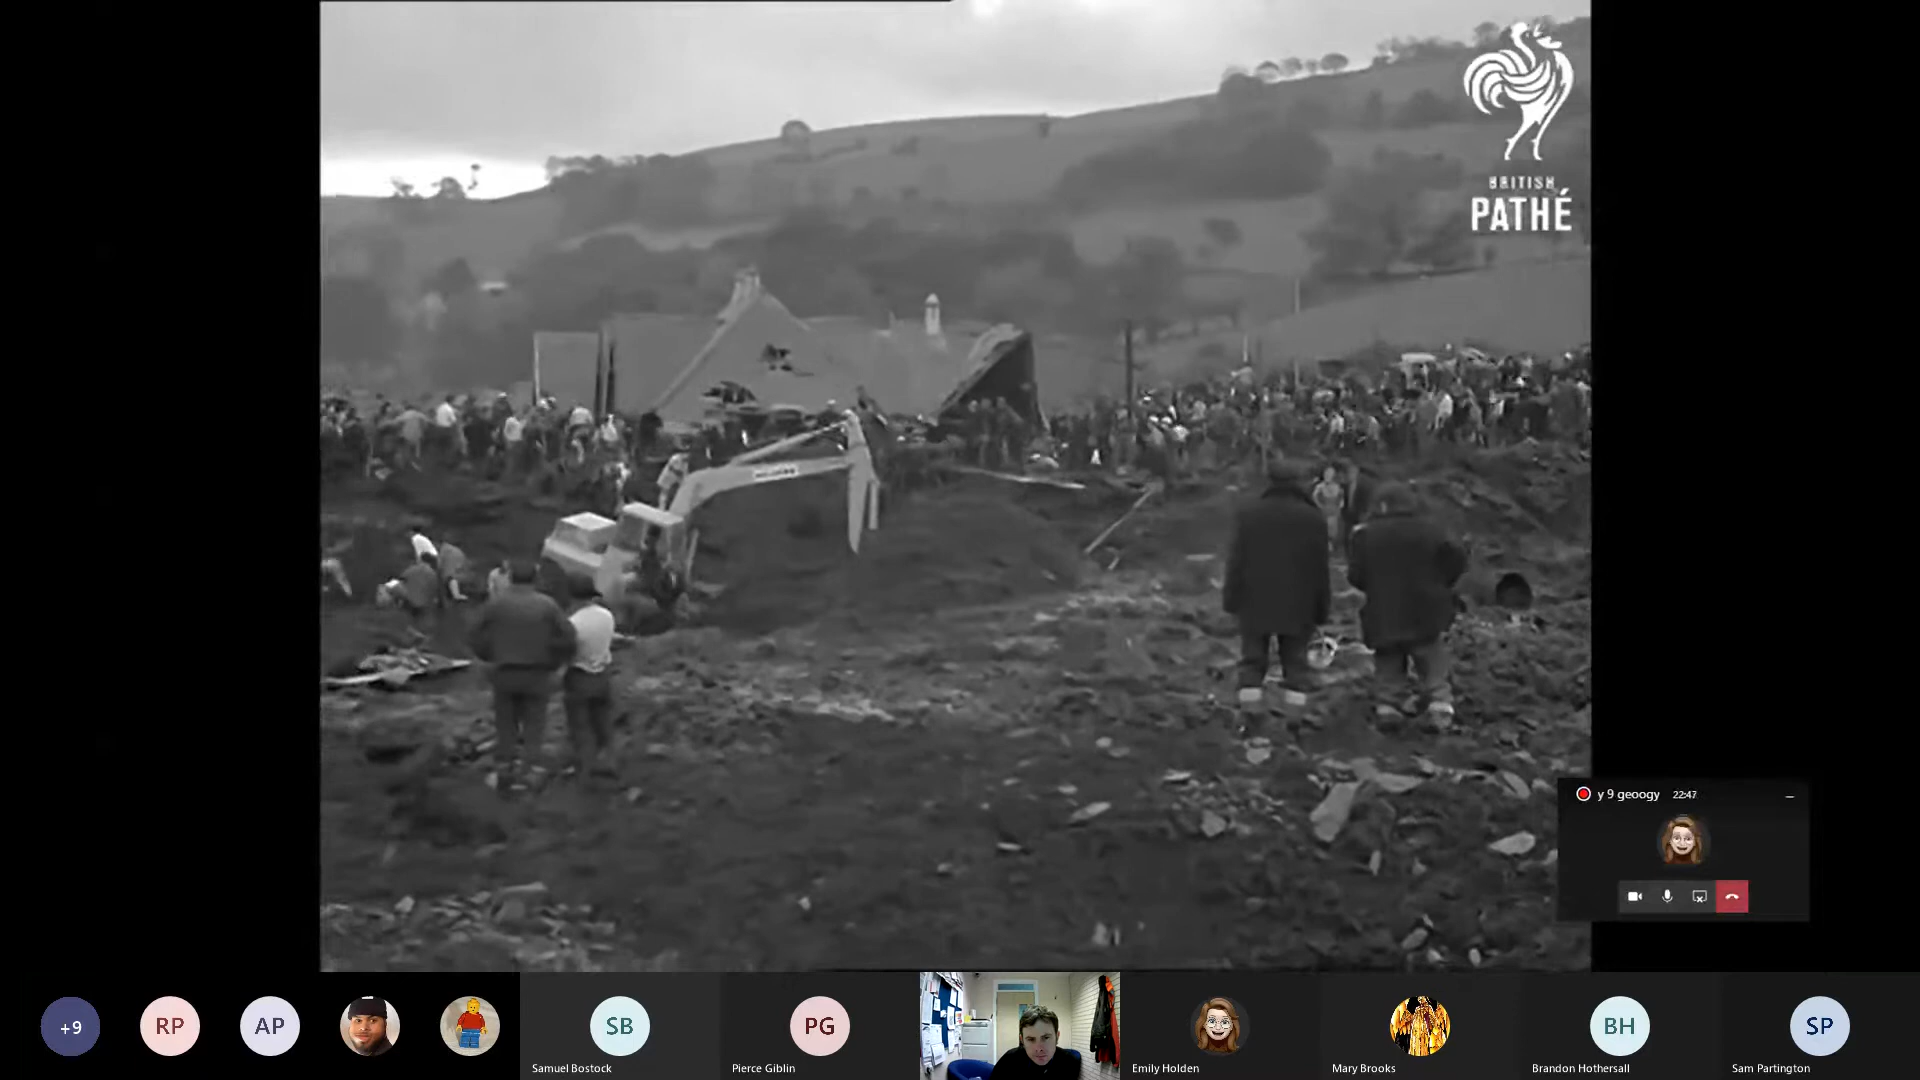 BRITISH
PATHÉ
y 9 geoogy 22:47
+9
RP
AP
SB
PG
BH
SP
Samuel Bostock
Pierce Giblin
Emily Holden
Mary Brooks
Brandon Hothersall
Sam Partington